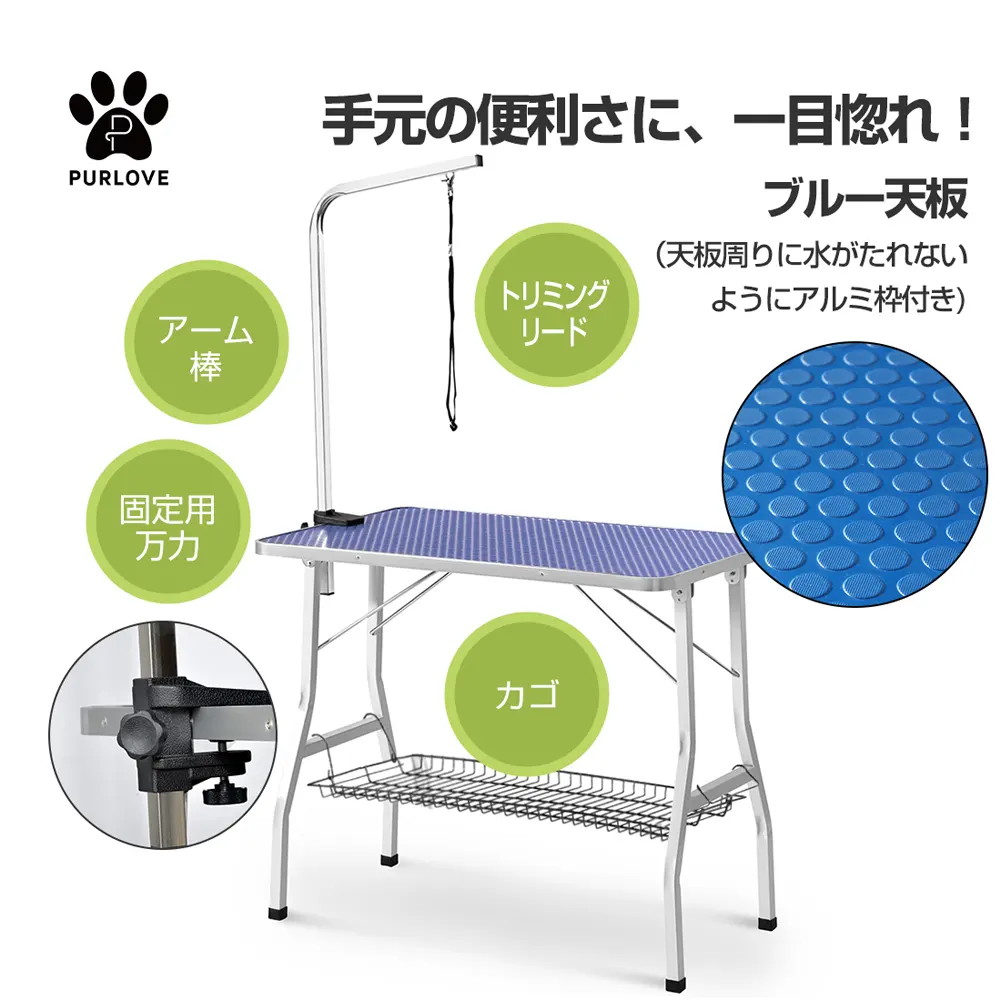 PURLOVE
手元の便利さに、一目惚れ！
ブルー天板
（天板周りに水がたれない
ようにアルミ枠付き)
トリミング
リード
アーム
棒
固定用
万力
カゴ